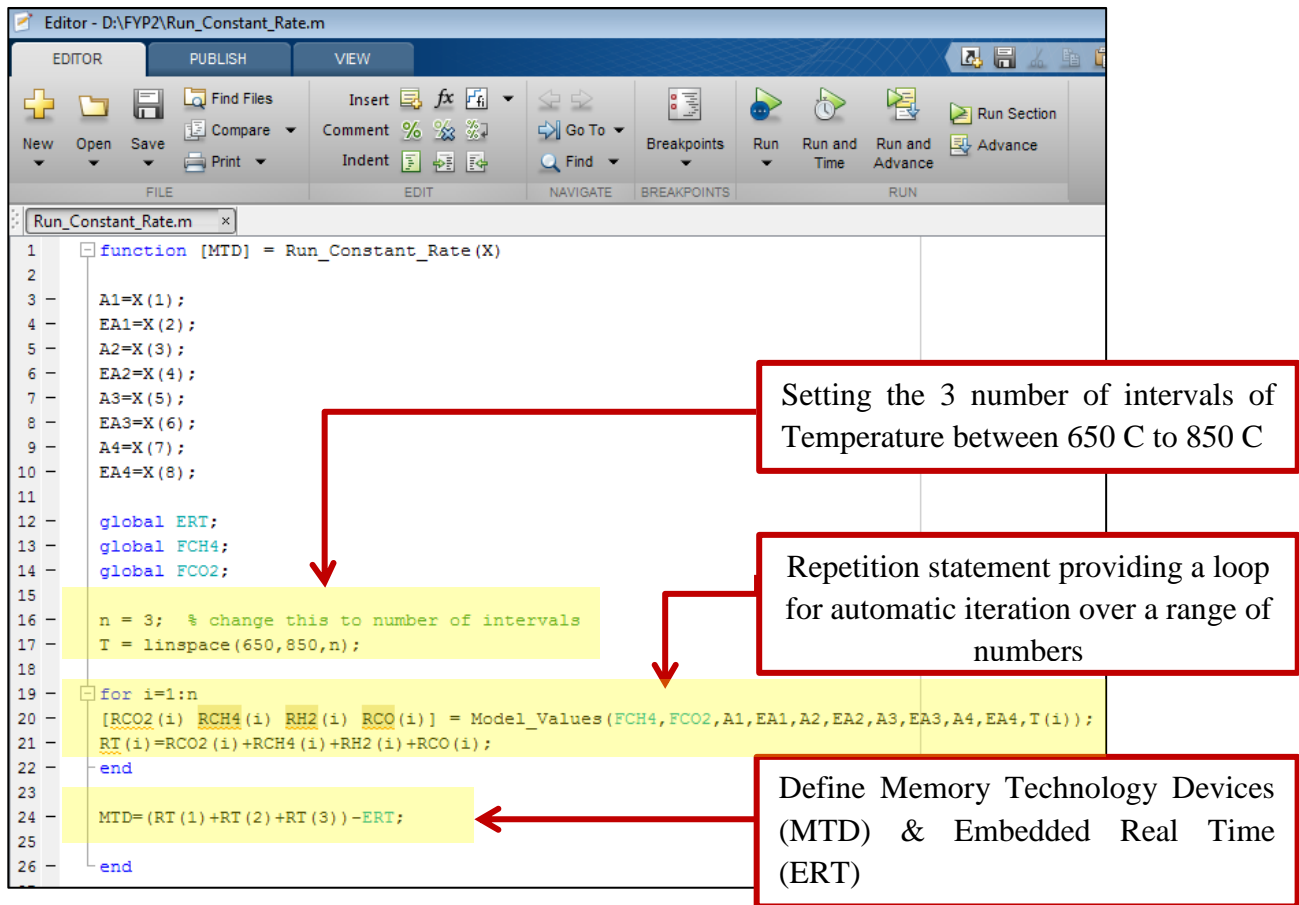 Editor - D:\FYP2\Run_Constant_Rate.m
EDITOR PUBLISH VIEW
Find Files Insert fx
Compare Comment % Go To Breakpoints Run Run and Time Run and Advance Run Section
New Open Save Print Indent Find Advance
FILE EDIT NAVIGATE BREAKPOINTS RUN
Run_Constant_Rate.m ×
1 function [MTD] = Run_Constant_Rate(X)
2
3 – A1=X(1);
4 – EA1=X(2);
5 – A2=X(3);
6 – EA2=X(4);
7 – A3=X(5);
8 – EA3=X(6);
9 – A4=X(7);
10 – EA4=X(8);
11
12 – global ERT;
13 – global FCH4;
14 – global FCO2;
15
16 – n = 3; % change this to number of intervals
17 – T = linspace(650,850,n);
18
19 – for i=1:n
20 – [RCO2(i) RCH4(i) RH2(i) RCO(i)] = Model_Values(FCH4,FCO2,A1,EA1,A2,EA2,A3,EA3,A4,EA4,T(i));
21 – RT(i)=RCO2(i)+RCH4(i)+RH2(i)+RCO(i);
22 – end
23
24 – MTD=(RT(1)+RT(2)+RT(3))-ERT;
25
26 – end
Setting the 3 number of intervals of
Temperature between 650 C to 850 C
Repetition statement providing a loop
for automatic iteration over a range of
numbers
Define Memory Technology Devices
(MTD) & Embedded Real Time
(ERT)